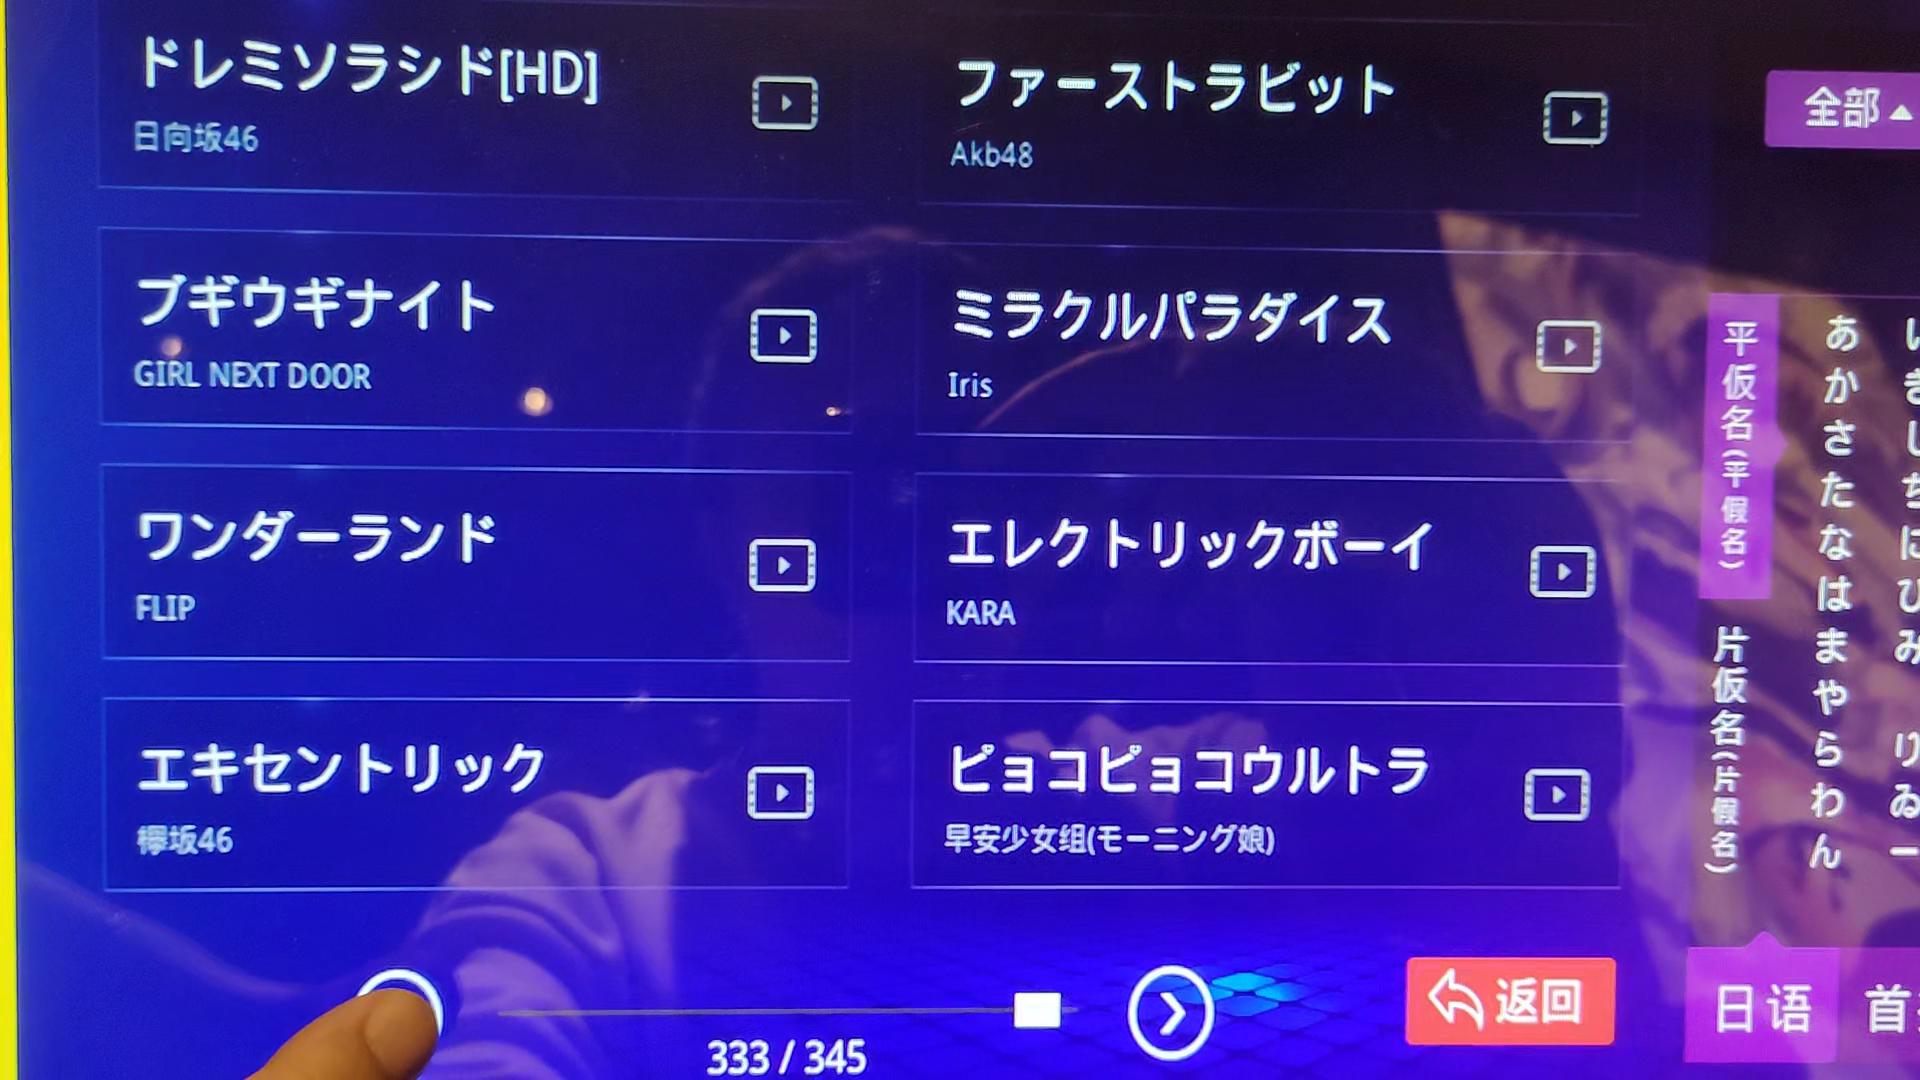 ドレミソラシド[HD]
日向坂46
ファーストラビット
Akb48
ブギウギナイト
GIRL NEXT DOOR
ミラクルパラダイス
Iris
ワンダーランド
FLIP
エレクトリックボーイ
KARA
エキセントリック
欅坂46
ピョコピョコウルトラ
早安少女组(モーニング娘)
333 / 345
返回
全部
平仮名(平假名)
片仮名(片假名)
あかさたなはまやらわん
日语
首